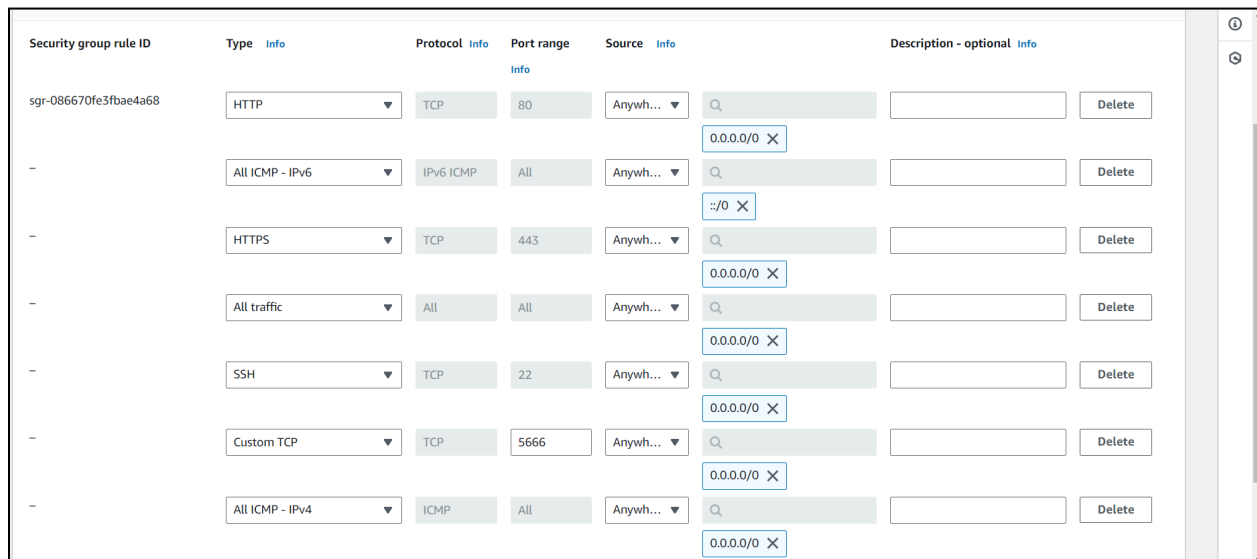 Security group rule ID Type Info Protocol Info Port range Source Info Description - optional Info
Info
sgr-086670fe3fbae4a68 HTTP TCP 80 Anywh... Delete
0.0.0.0/0
– All ICMP - IPv6 IPv6 ICMP All Anywh... Delete
::/0
– HTTPS TCP 443 Anywh... Delete
0.0.0.0/0
– All traffic All All Anywh... Delete
0.0.0.0/0
– SSH TCP 22 Anywh... Delete
0.0.0.0/0
– Custom TCP TCP 5666 Anywh... Delete
0.0.0.0/0
– All ICMP - IPv4 ICMP All Anywh... Delete
0.0.0.0/0